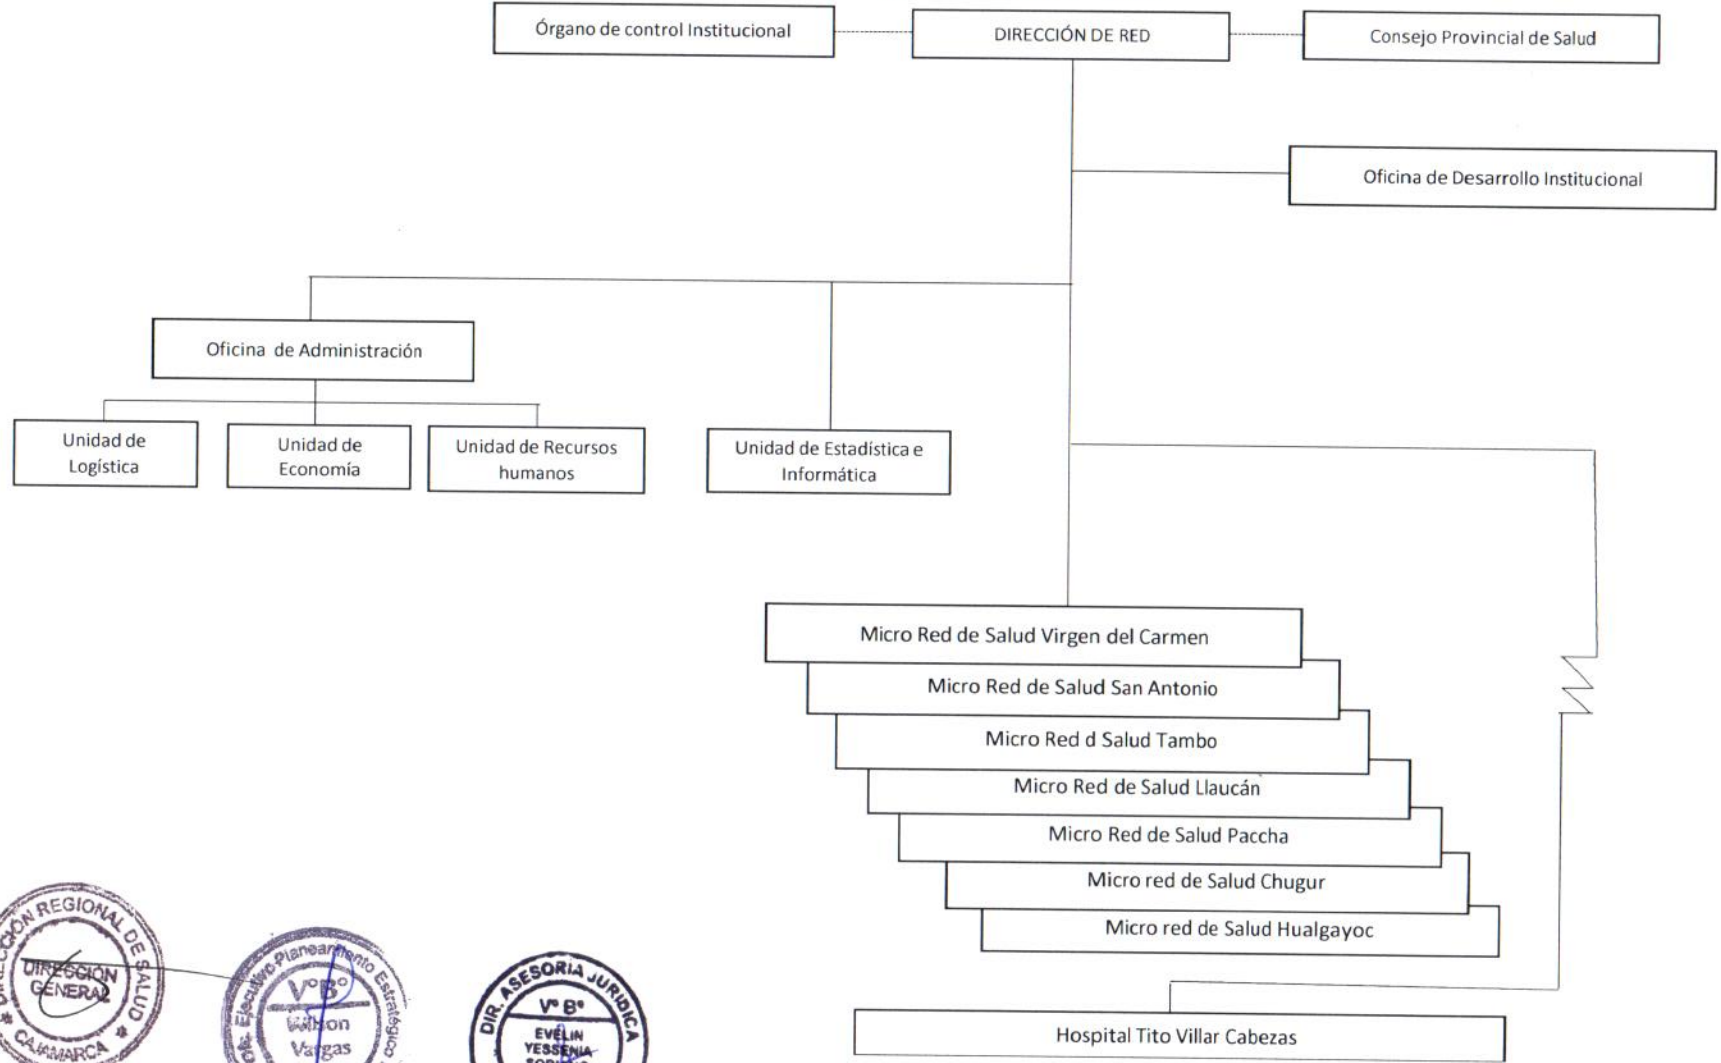 Órgano de control Institucional
DIRECCIÓN DE RED
Consejo Provincial de Salud
Oficina de Desarrollo Institucional
Oficina de Administración
Unidad de
Logística
Unidad de
Economía
Unidad de Recursos
humanos
Unidad de Estadística e
Informática
Micro Red de Salud Virgen del Carmen
Micro Red de Salud San Antonio
Micro Red d Salud Tambo
Micro Red de Salud Llaucán
Micro Red de Salud Paccha
Micro red de Salud Chugur
Micro red de Salud Hualgayoc
Hospital Tito Villar Cabezas
REGIONAL DE SALUD
DIRECCIÓN
GENERAL
CAJAMARCA
Ejecutivo Planeamiento Estratégico
V°B°
Wilson
Vargas
DIR. ASESORIA JURIDICA
V° B°
EVELIN
YESSENIA